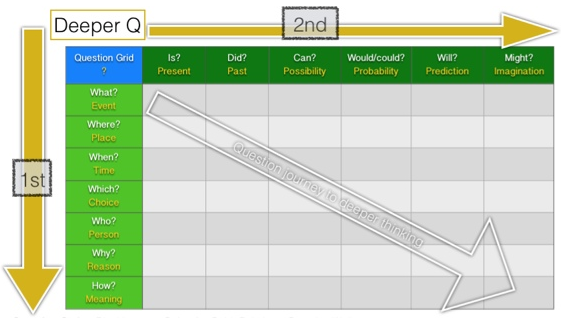 Deeper Q
2nd
1st
Question Grid
?
Is?
Present
Did?
Past
Can?
Possibility
Would/could?
Probability
Will?
Prediction
Might?
Imagination
What?
Event
Where?
Place
When?
Time
Which?
Choice
Who?
Person
Why?
Reason
How?
Meaning
Question journey to deeper thinking